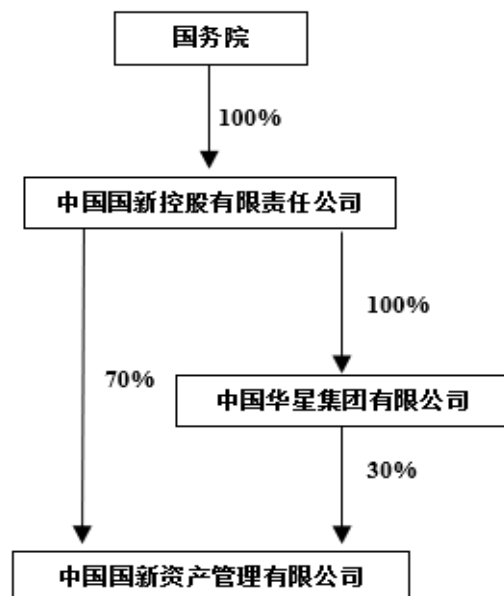 国务院
100%
中国国新控股有限责任公司
100%
70%
中国华星集团有限公司
30%
中国国新资产管理有限公司